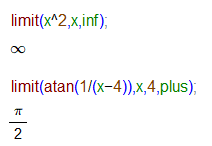 limit(x^2,x,inf);
∞
limit(atan(1/(x−4)),x,4,plus);
π
2